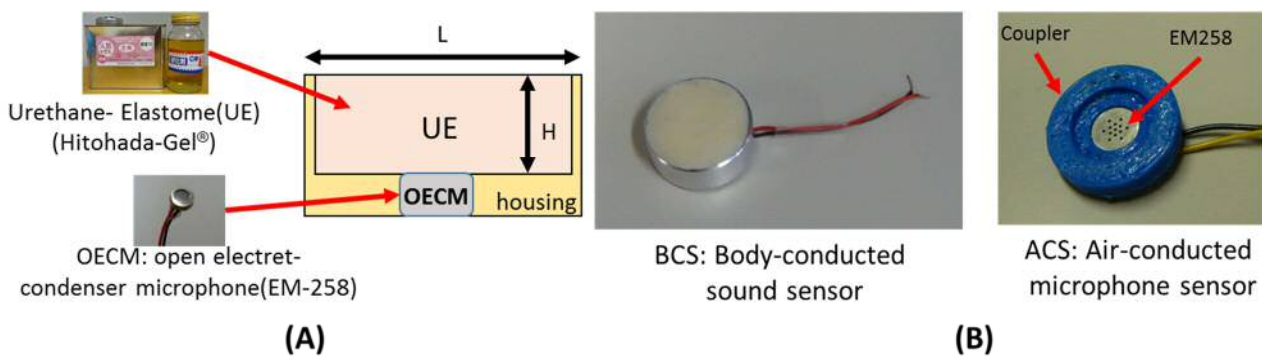 L
Urethane- Elastome(UE)
(Hitohada-Gel®)
UE
H
OECM
housing
OECM: open electret-
condenser microphone(EM-258)
(A)
BCS: Body-conducted
sound sensor
Coupler
EM258
ACS: Air-conducted
microphone sensor
(B)